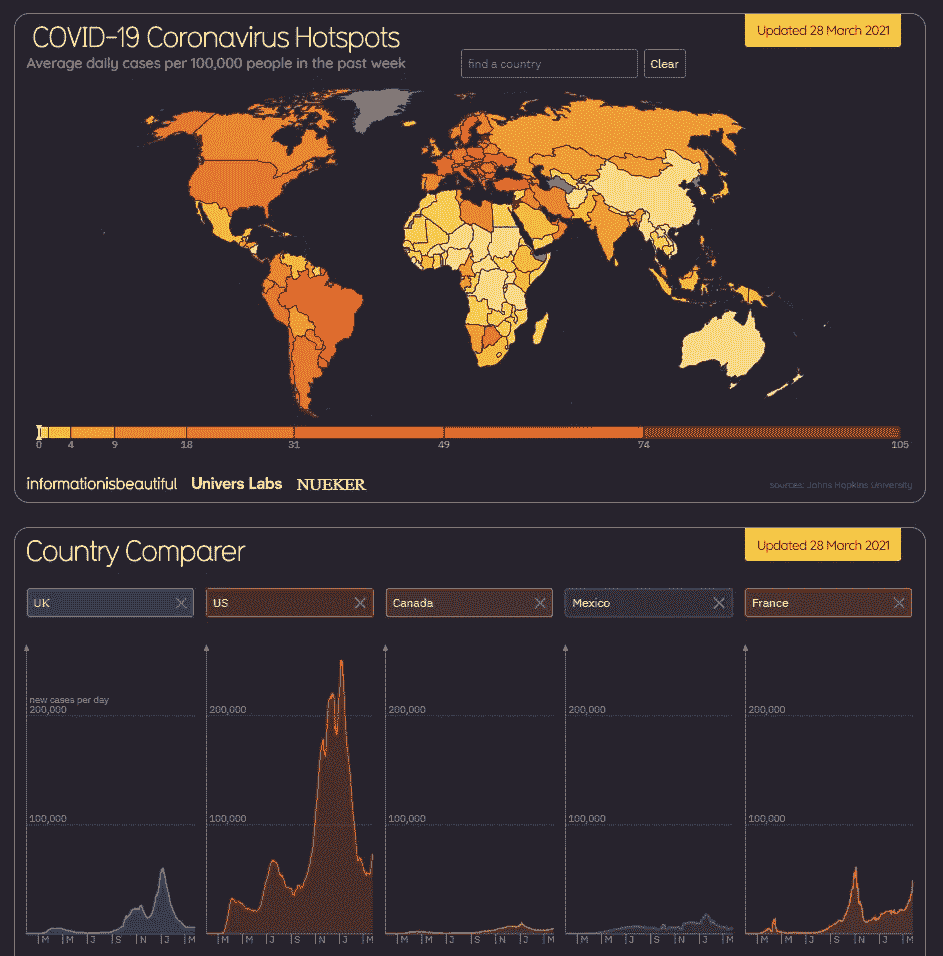 COVID-19 Coronavirus Hotspots
Updated 28 March 2021
Average daily cases per 100,000 people in the past week
find a country
Clear
0 4 9 18 31 49 74 105
informationisbeautiful Univers Labs NUEKER
sources: Johns Hopkins University
Country Comparer
Updated 28 March 2021
UK US Canada Mexico France
new cases per day
200,000 200,000 200,000 200,000 200,000
100,000 100,000 100,000 100,000 100,000
M M J S N J M M M J S N J M M M J S N J M M M J S N J M M M J S N J M